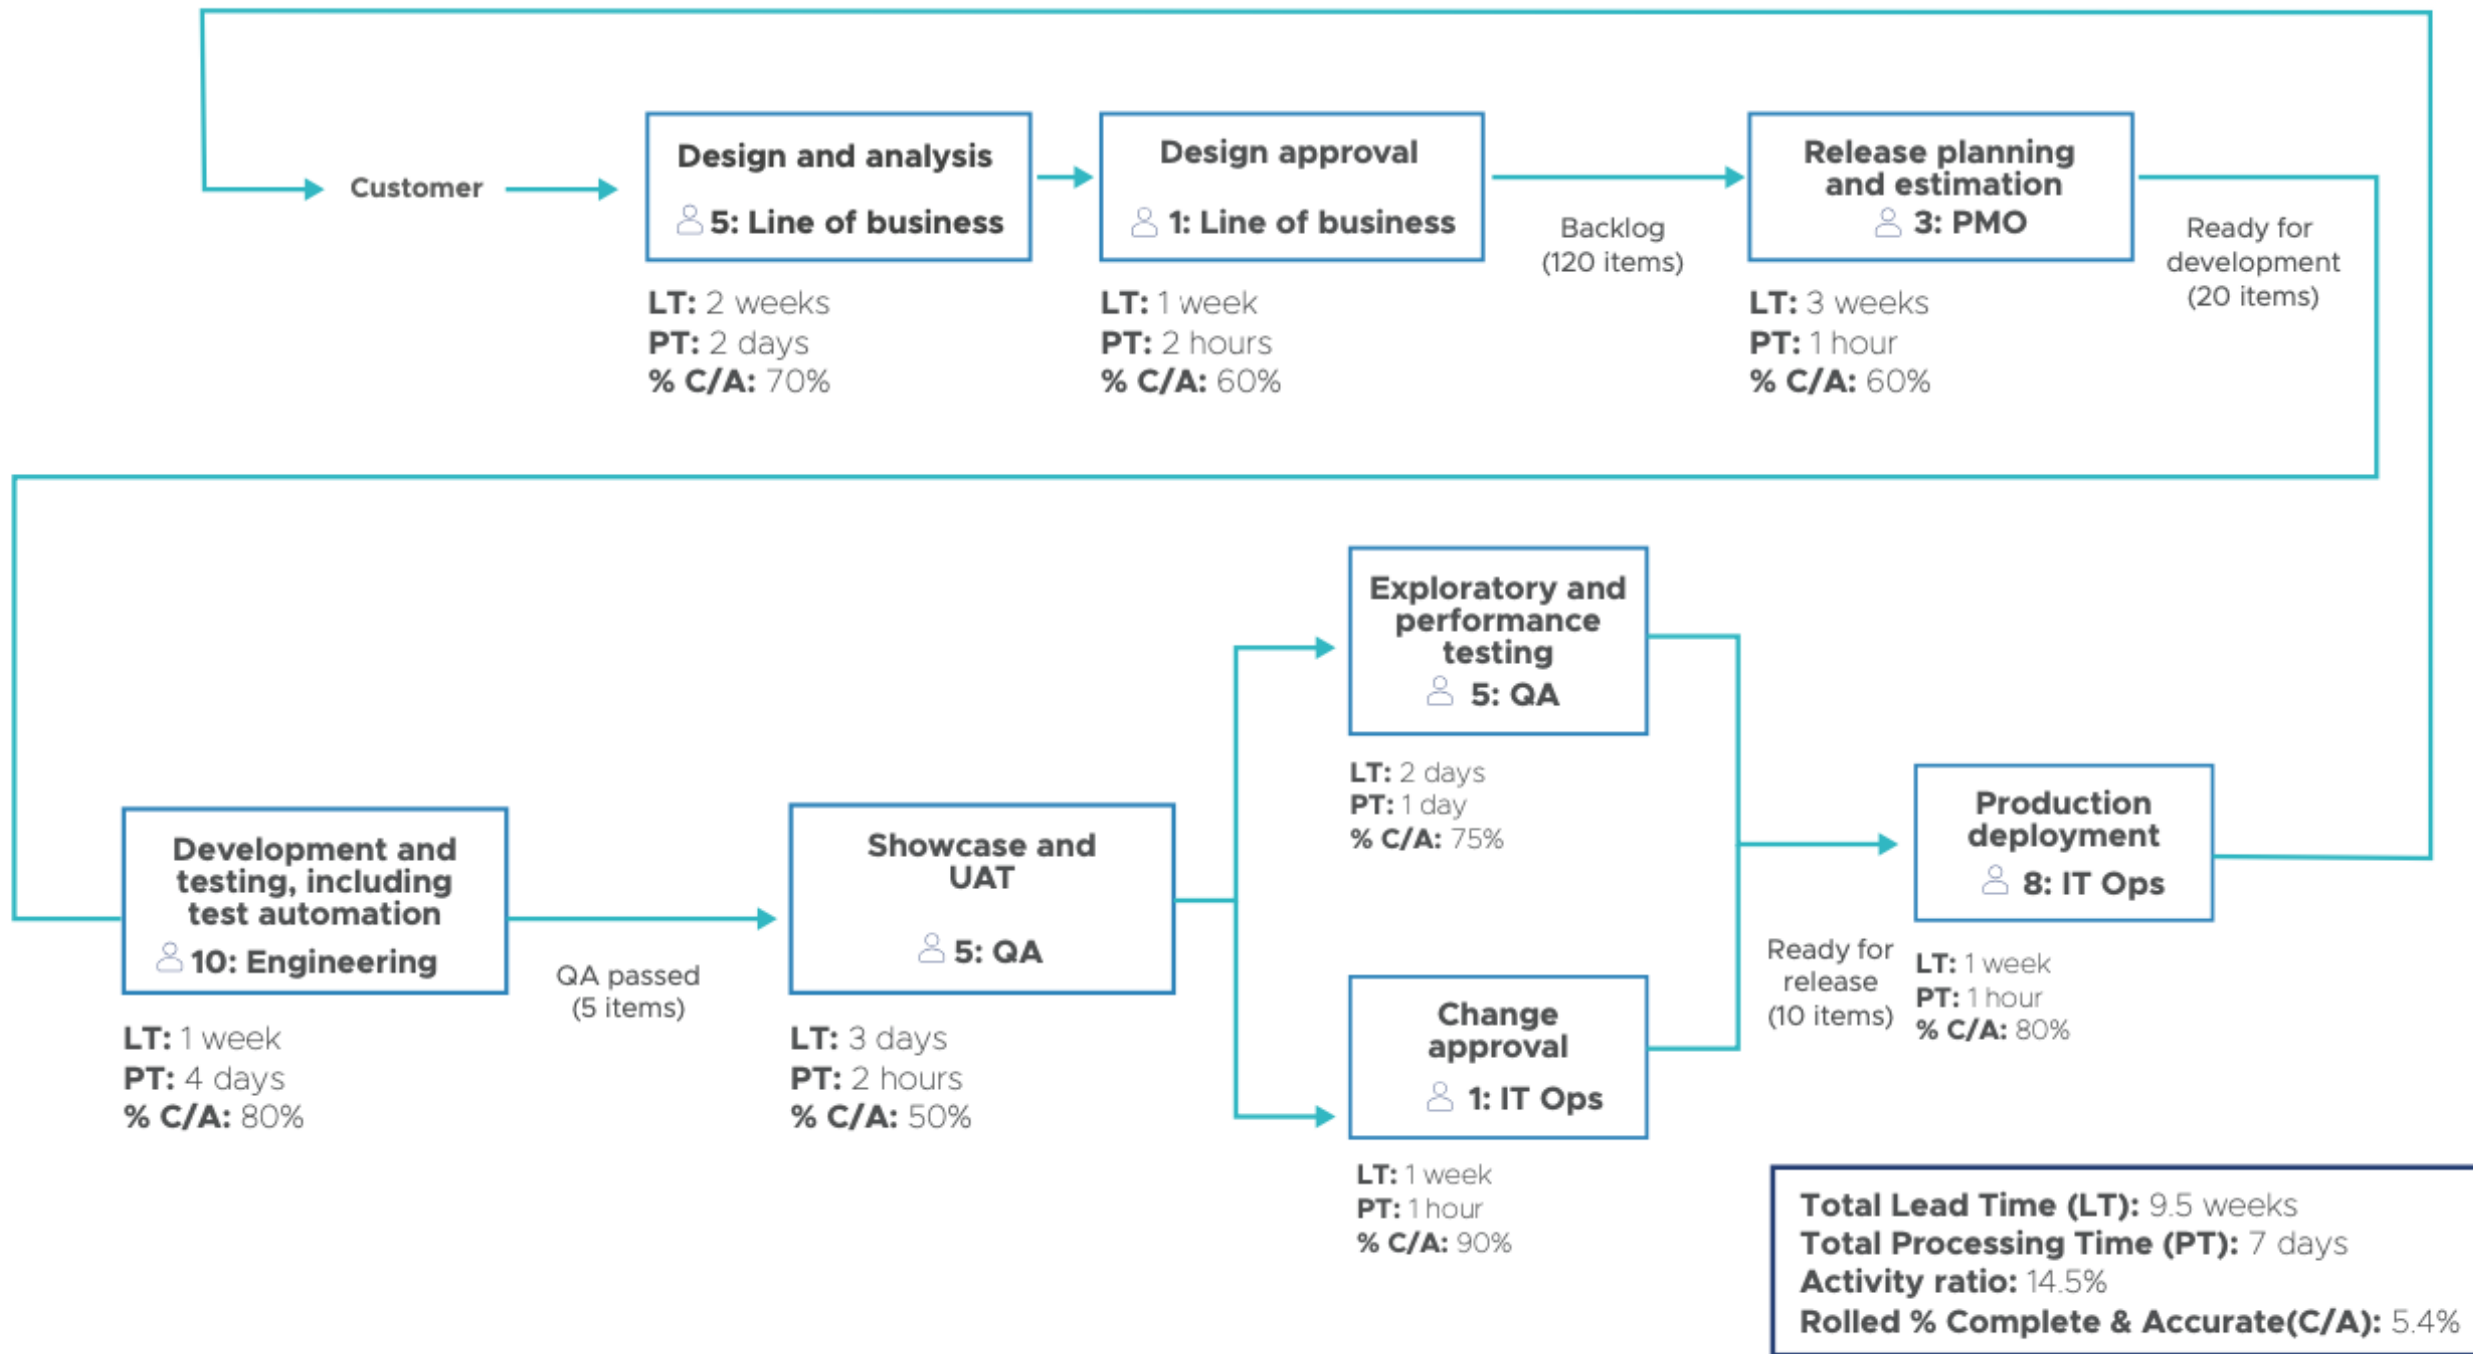 Customer
Design and analysis
5: Line of business
LT: 2 weeks
PT: 2 days
% C/A: 70%
Design approval
1: Line of business
LT: 1 week
PT: 2 hours
% C/A: 60%
Backlog
(120 items)
Release planning
and estimation
3: PMO
LT: 3 weeks
PT: 1 hour
% C/A: 60%
Ready for
development
(20 items)
Development and
testing, including
test automation
10: Engineering
LT: 1 week
PT: 4 days
% C/A: 80%
QA passed
(5 items)
Showcase and
UAT
5: QA
LT: 3 days
PT: 2 hours
% C/A: 50%
Exploratory and
performance
testing
5: QA
LT: 2 days
PT: 1 day
% C/A: 75%
Change
approval
1: IT Ops
LT: 1 week
PT: 1 hour
% C/A: 90%
Ready for
release
(10 items)
Production
deployment
8: IT Ops
LT: 1 week
PT: 1 hour
% C/A: 80%
Total Lead Time (LT): 9.5 weeks
Total Processing Time (PT): 7 days
Activity ratio: 14.5%
Rolled % Complete & Accurate(C/A): 5.4%